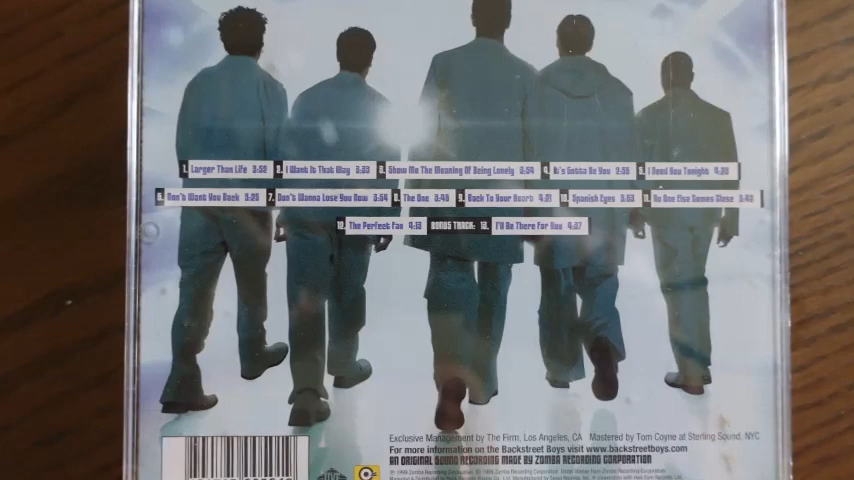 1. Larger Than Life 3:52 2. I Want It That Way 3:33 3. Show Me The Meaning Of Being Lonely 3:54 4. It's Gotta Be You 2:56 5. I Need You Tonight 4:23
6. Don't Want You Back 3:25 7. Don't Wanna Lose You Now 3:54 8. The One 3:46 9. Back To Your Heart 4:21 10. Spanish Eyes 3:53 11. No One Else Comes Close 3:42
12. The Perfect Fan 4:13 BONUS TRACK: 13. I'll Be There For You 4:37
Exclusive Management by The Firm, Los Angeles, CA Mastered by Tom Coyne at Sterling Sound, NYC
For more information on the Backstreet Boys visit www.backstreetboys.com
AN ORIGINAL SOUND RECORDING MADE BY ZOMBA RECORDING CORPORATION